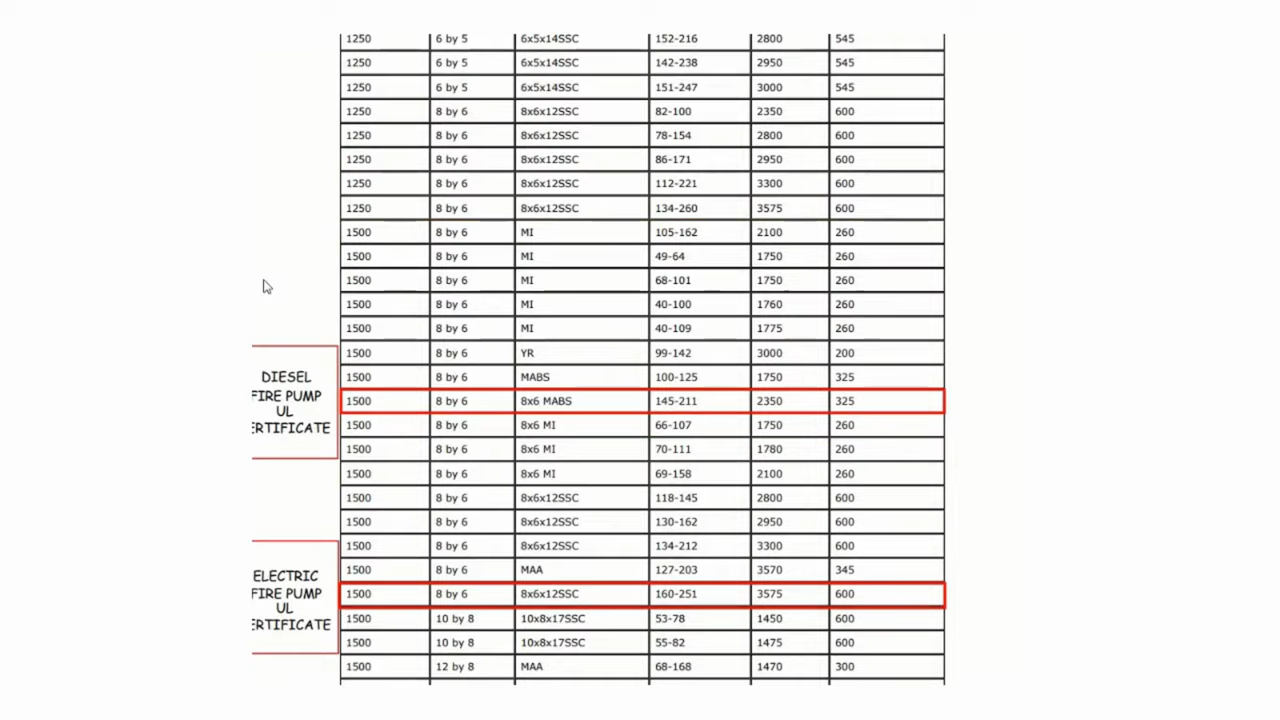 1250 6 by 5 6x5x14SSC 152-216 2800 545
1250 6 by 5 6x5x14SSC 142-238 2950 545
1250 6 by 5 6x5x14SSC 151-247 3000 545
1250 8 by 6 8x6x12SSC 82-100 2350 600
1250 8 by 6 8x6x12SSC 78-154 2800 600
1250 8 by 6 8x6x12SSC 86-171 2950 600
1250 8 by 6 8x6x12SSC 112-221 3300 600
1250 8 by 6 8x6x12SSC 134-260 3575 600
1500 8 by 6 MI 105-162 2100 260
1500 8 by 6 MI 49-64 1750 260
1500 8 by 6 MI 68-101 1750 260
1500 8 by 6 MI 40-100 1760 260
1500 8 by 6 MI 40-109 1775 260
1500 8 by 6 YR 99-142 3000 200
1500 8 by 6 MABS 100-125 1750 325
1500 8 by 6 8x6 MABS 145-211 2350 325
1500 8 by 6 8x6 MI 66-107 1750 260
1500 8 by 6 8x6 MI 70-111 1780 260
1500 8 by 6 8x6 MI 69-158 2100 260
1500 8 by 6 8x6x12SSC 118-145 2800 600
1500 8 by 6 8x6x12SSC 130-162 2950 600
1500 8 by 6 8x6x12SSC 134-212 3300 600
1500 8 by 6 MAA 127-203 3570 345
1500 8 by 6 8x6x12SSC 160-251 3575 600
1500 10 by 8 10x8x17SSC 53-78 1450 600
1500 10 by 8 10x8x17SSC 55-82 1475 600
1500 12 by 8 MAA 68-168 1470 300
DIESEL
FIRE PUMP
UL
ERTIFICATE
ELECTRIC
FIRE PUMP
UL
ERTIFICATE